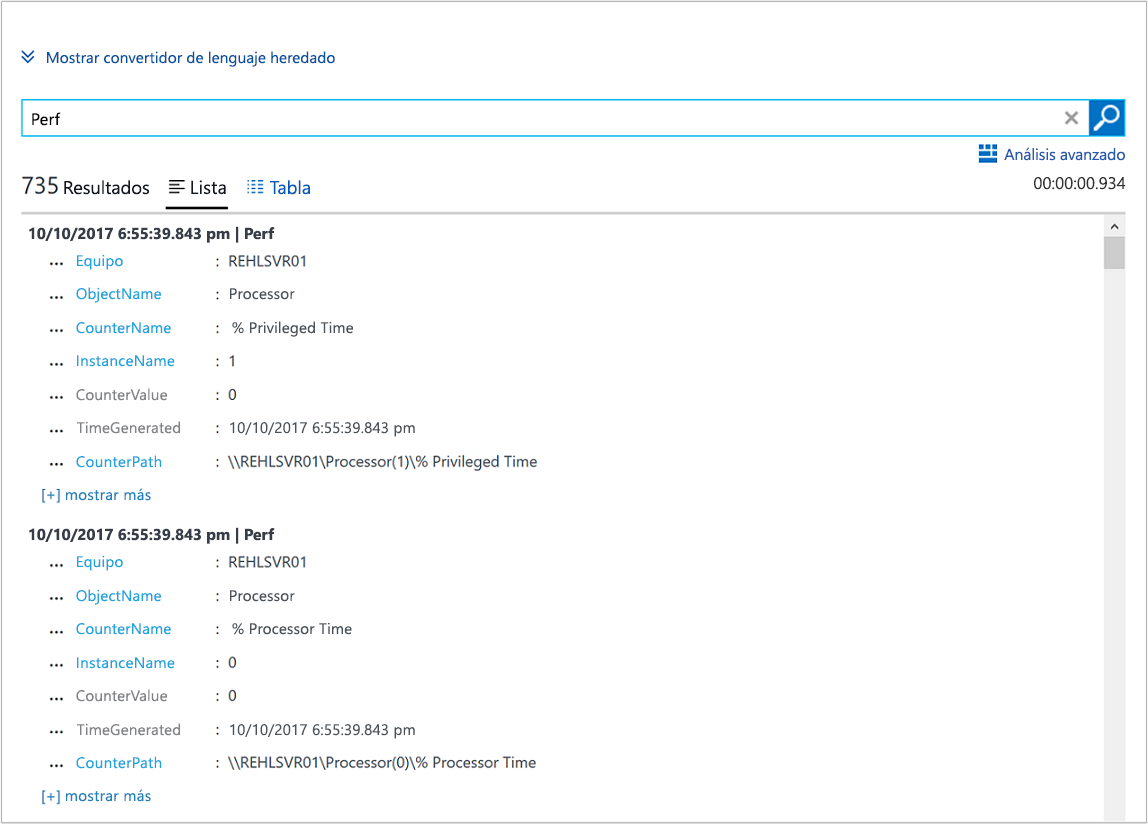 Mostrar convertidor de lenguaje heredado
Perf
Análisis avanzado
735 Resultados Lista Tabla 00:00:00.934
10/10/2017 6:55:39.843 pm | Perf
... Equipo : REHLSVR01
... ObjectName : Processor
... CounterName : % Privileged Time
... InstanceName : 1
... CounterValue : 0
... TimeGenerated : 10/10/2017 6:55:39.843 pm
... CounterPath : \\REHLSVR01\Processor(1)\% Privileged Time
[+] mostrar más
10/10/2017 6:55:39.843 pm | Perf
... Equipo : REHLSVR01
... ObjectName : Processor
... CounterName : % Processor Time
... InstanceName : 0
... CounterValue : 0
... TimeGenerated : 10/10/2017 6:55:39.843 pm
... CounterPath : \\REHLSVR01\Processor(0)\% Processor Time
[+] mostrar más